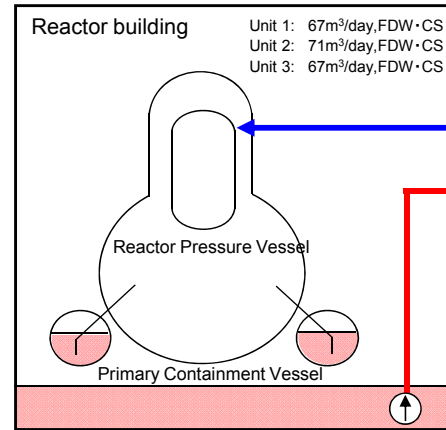 Reactor building
Unit 1: 67m³/day,FDW・CS
Unit 2: 71m³/day,FDW・CS
Unit 3: 67m³/day,FDW・CS
Reactor Pressure Vessel
Primary Containment Vessel